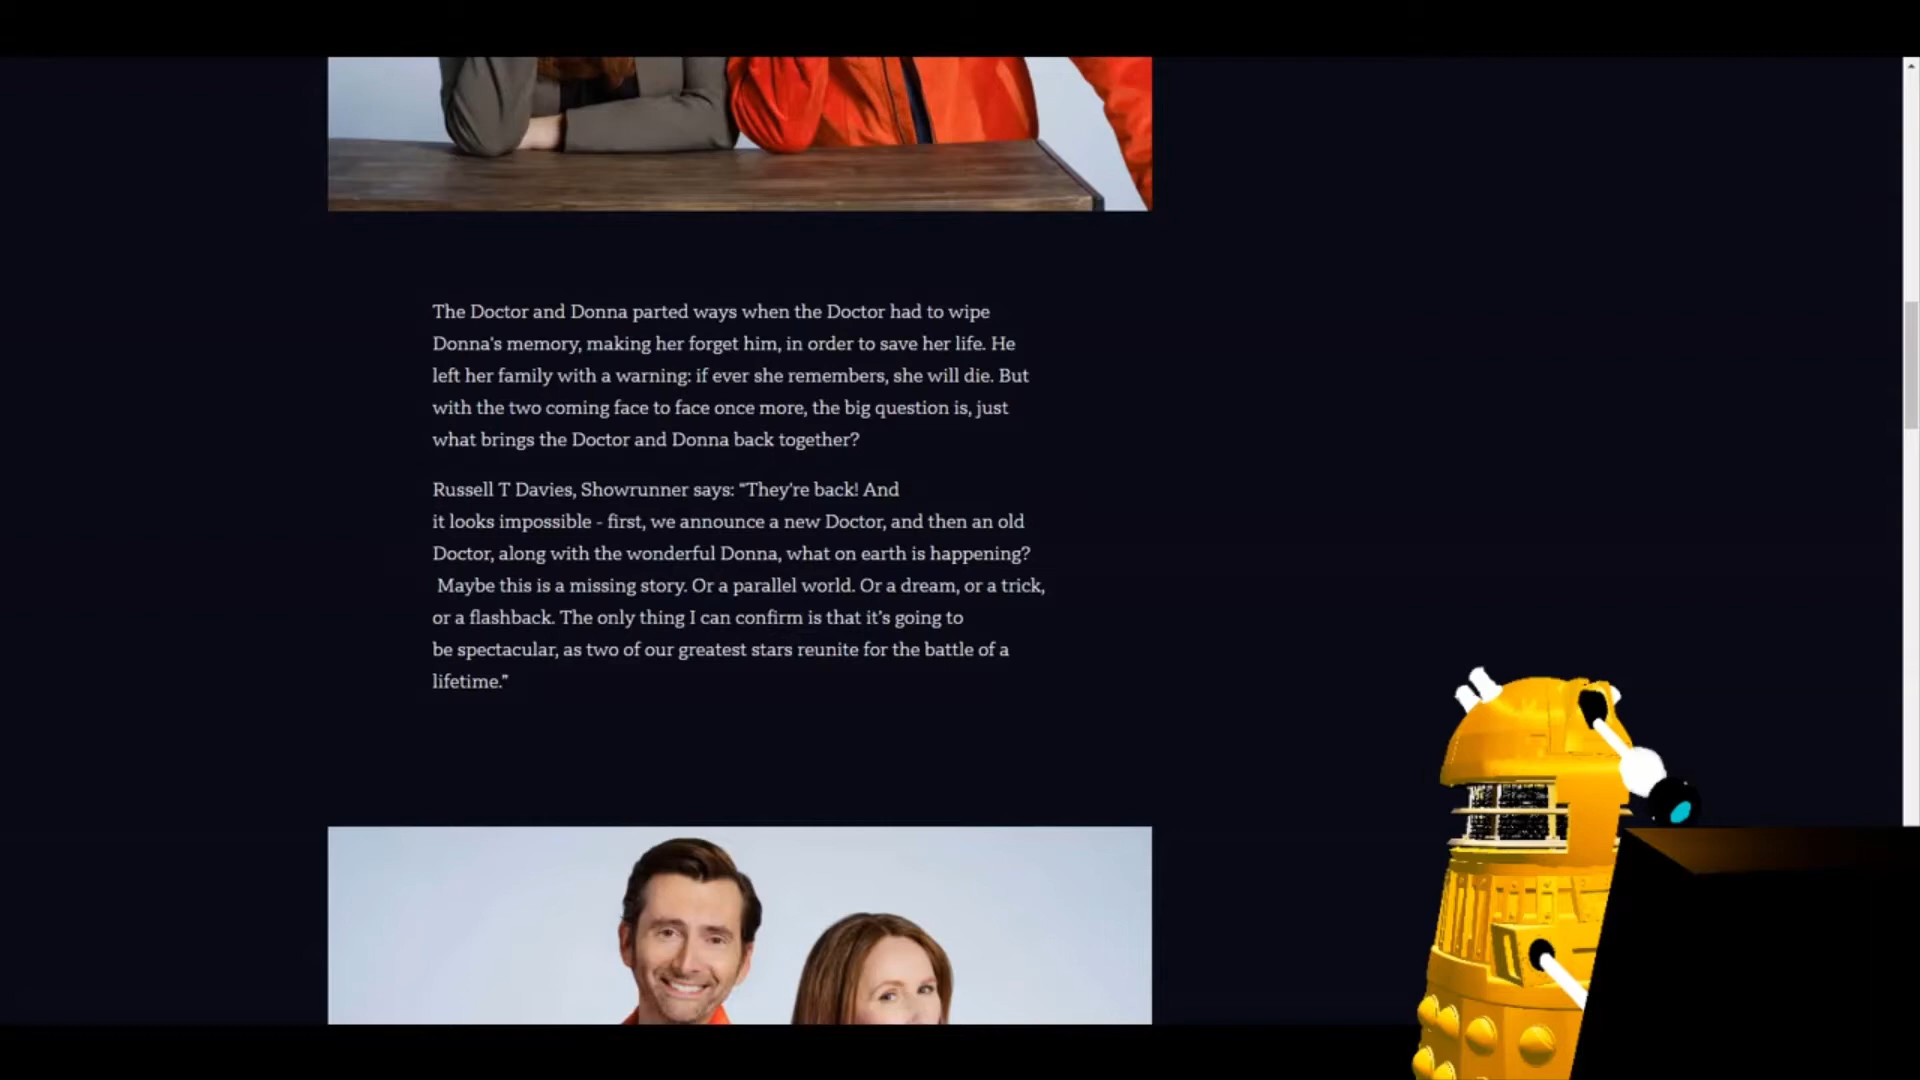 The Doctor and Donna parted ways when the Doctor had to wipe
Donna's memory, making her forget him, in order to save her life. He
left her family with a warning: if ever she remembers, she will die. But
with the two coming face to face once more, the big question is, just
what brings the Doctor and Donna back together?
Russell T Davies, Showrunner says: "They're back! And
it looks impossible - first, we announce a new Doctor, and then an old
Doctor, along with the wonderful Donna, what on earth is happening?
Maybe this is a missing story. Or a parallel world. Or a dream, or a trick,
or a flashback. The only thing I can confirm is that it's going to
be spectacular, as two of our greatest stars reunite for the battle of a
lifetime."